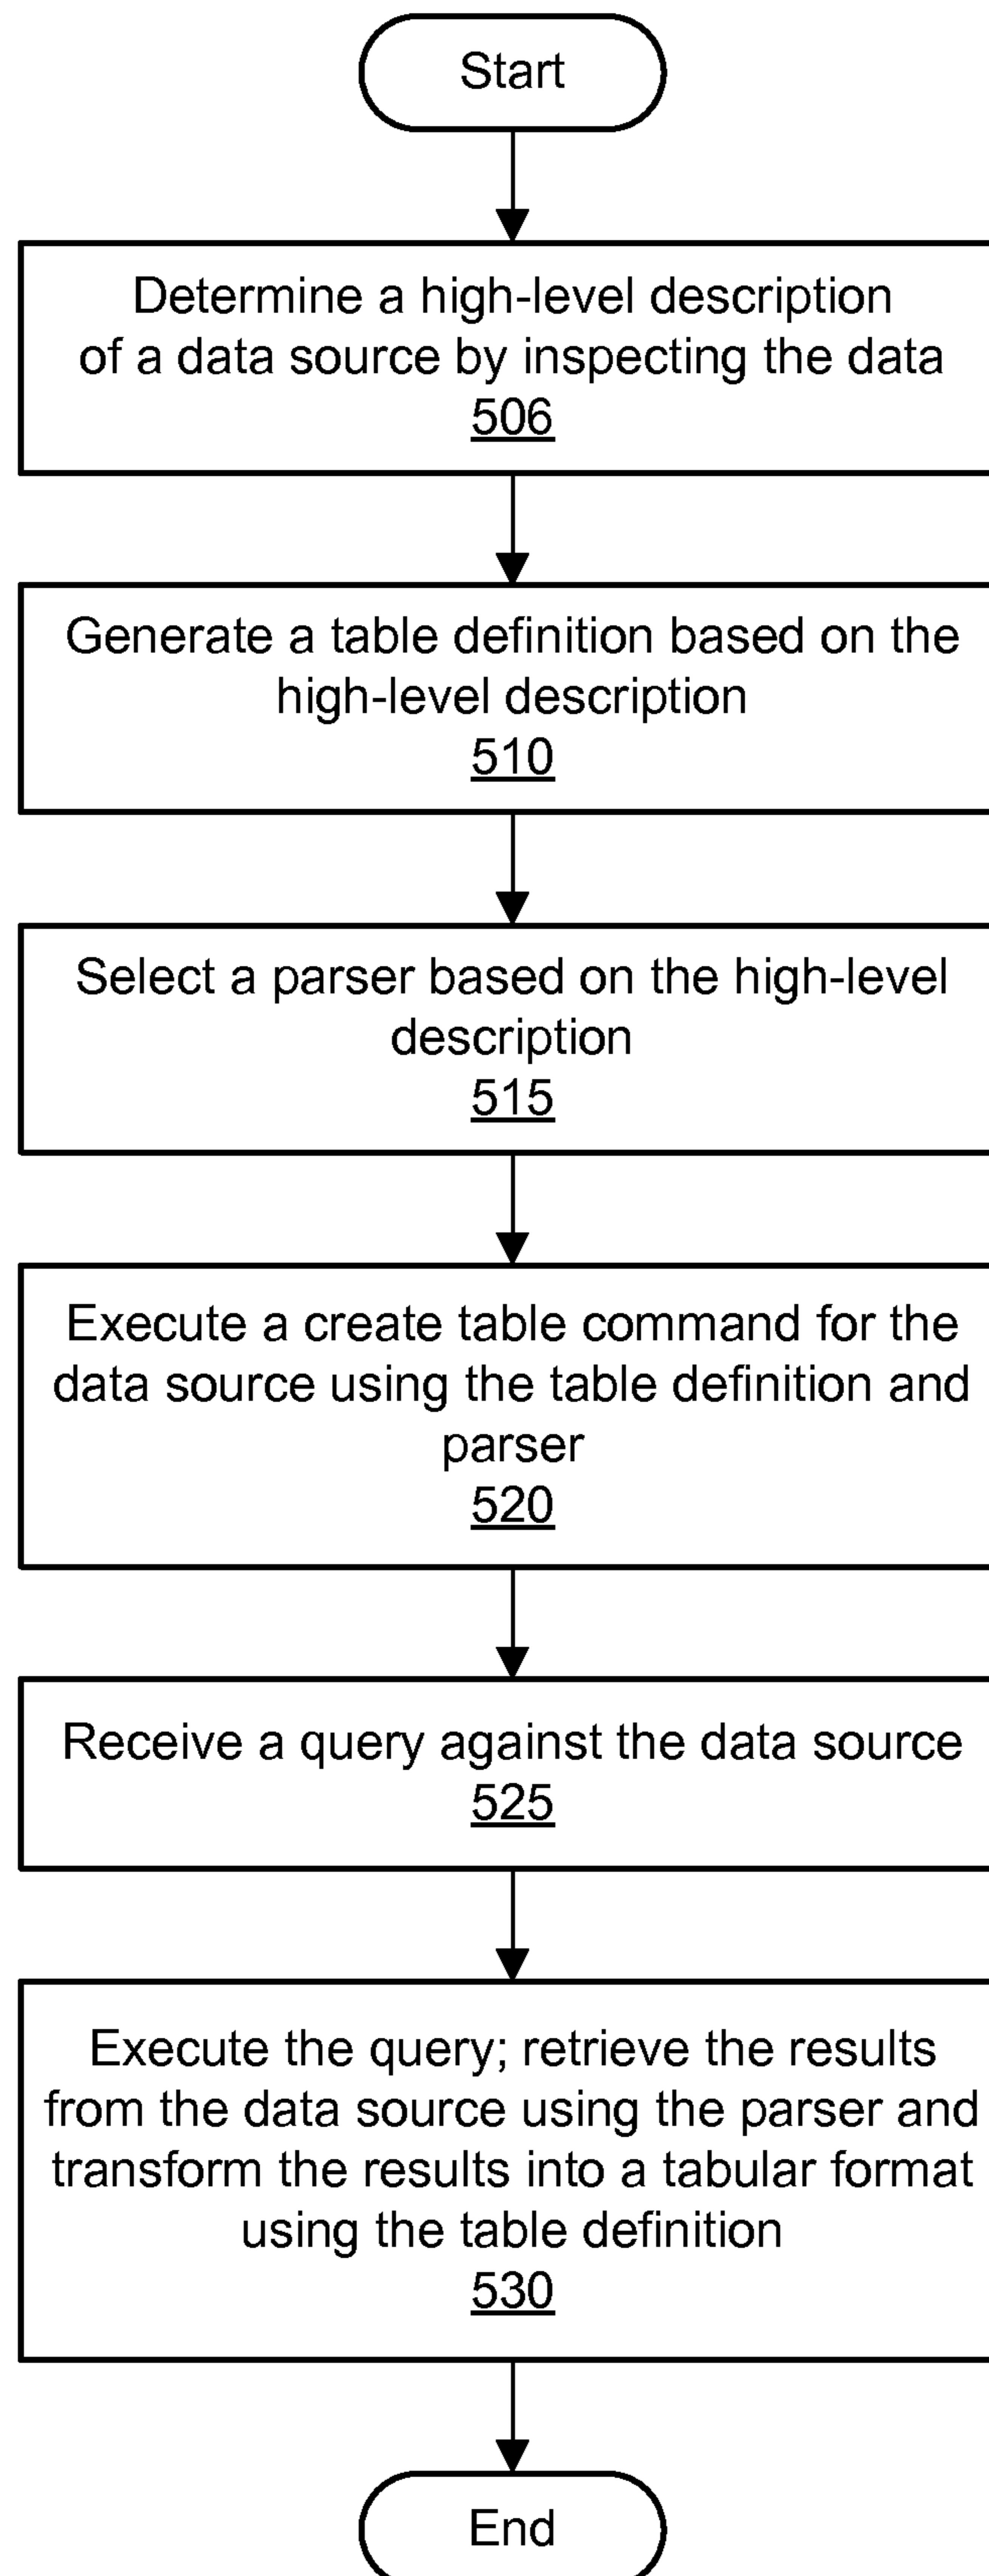 Start
Determine a high-level description
of a data source by inspecting the data
506
Generate a table definition based on the
high-level description
510
Select a parser based on the high-level
description
515
Execute a create table command for the
data source using the table definition and
parser
520
Receive a query against the data source
525
Execute the query; retrieve the results
from the data source using the parser and
transform the results into a tabular format
using the table definition
530
End